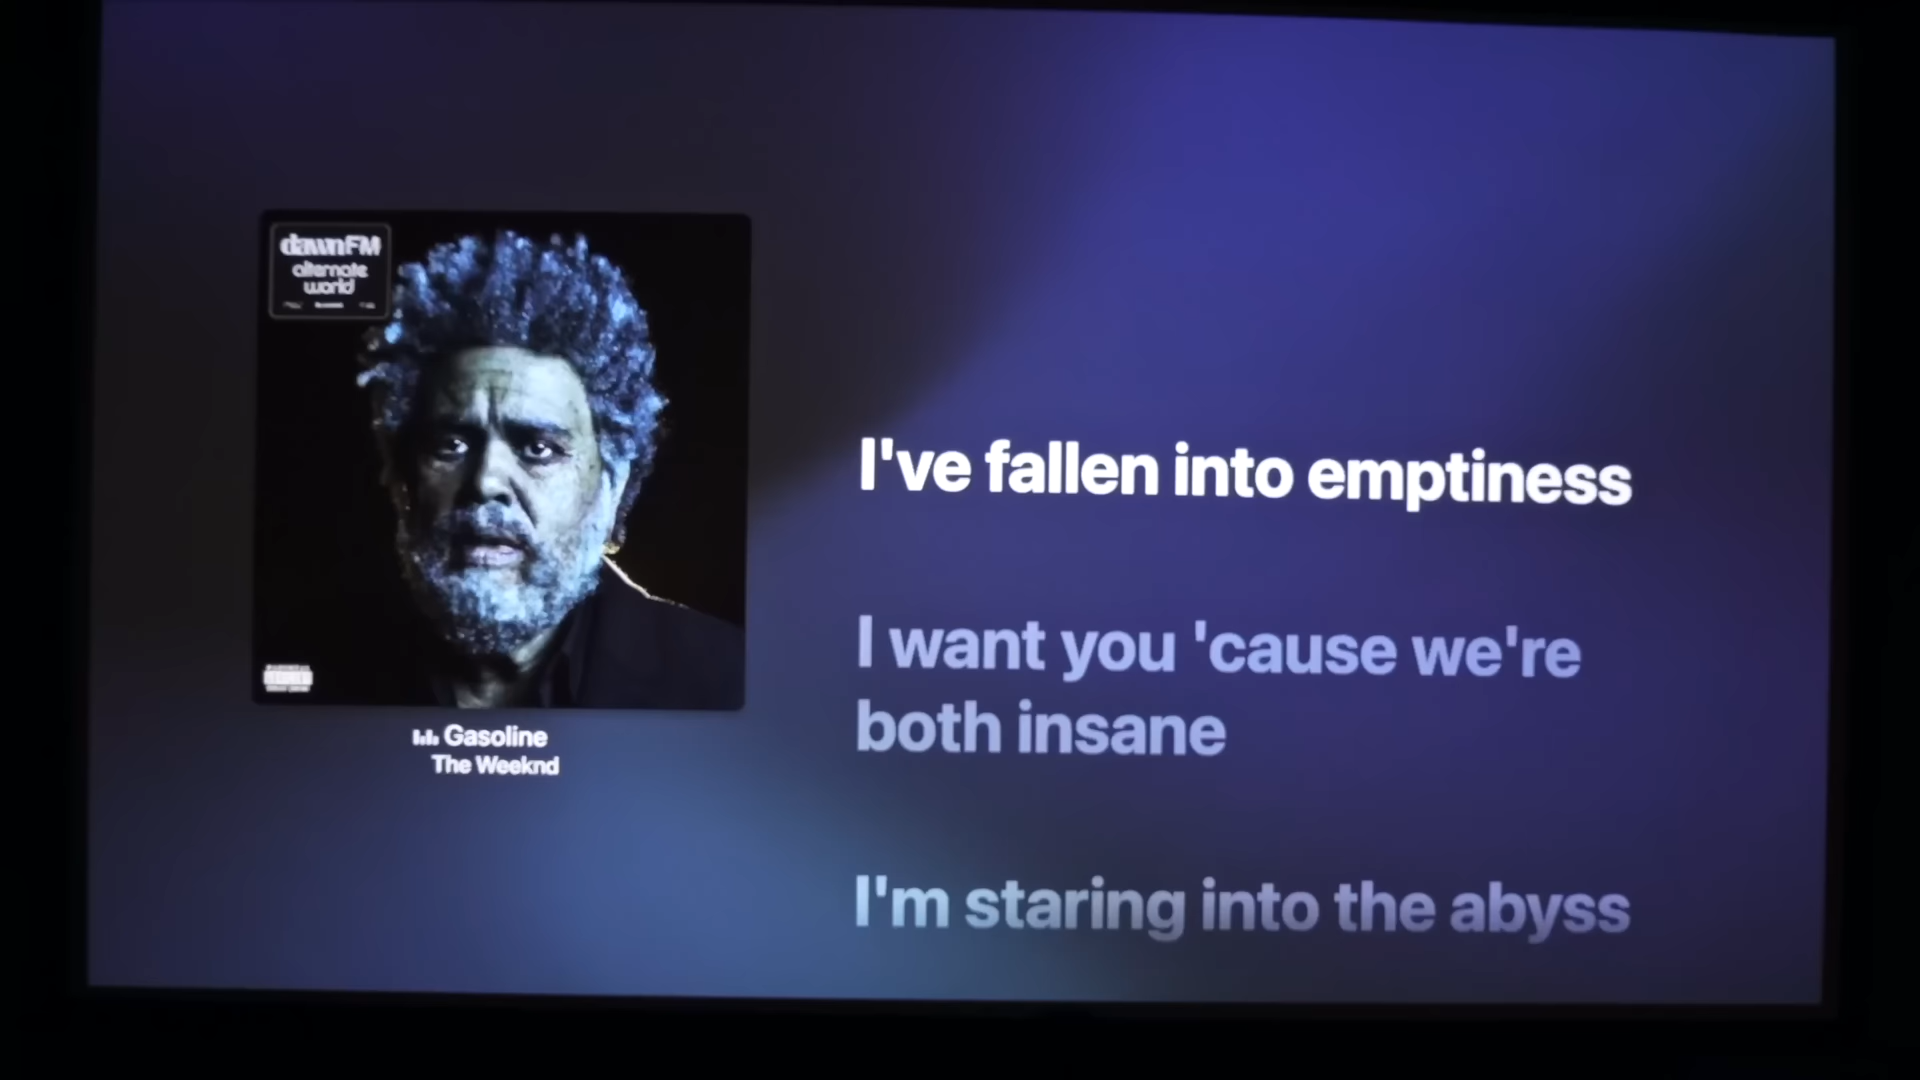 dawnFM
alternate
world
Gasoline
The Weeknd
I've fallen into emptiness
I want you 'cause we're
both insane
I'm staring into the abyss